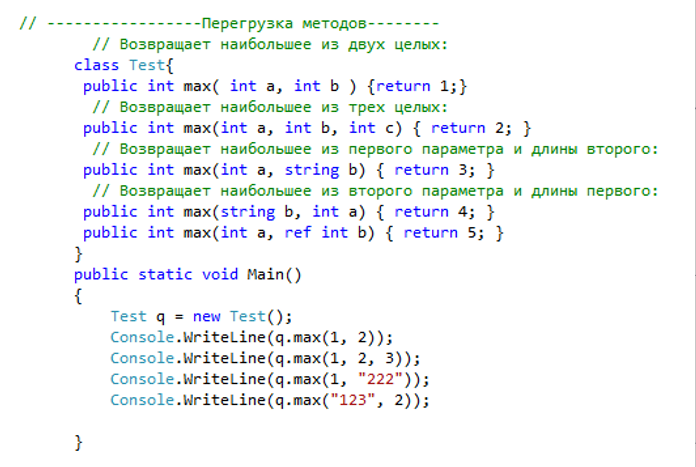 // -----------------Перегрузка методов--------
// Возвращает наибольшее из двух целых:
class Test{
public int max( int a, int b ) {return 1;}
// Возвращает наибольшее из трех целых:
public int max(int a, int b, int c) { return 2; }
// Возвращает наибольшее из первого параметра и длины второго:
public int max(int a, string b) { return 3; }
// Возвращает наибольшее из второго параметра и длины первого:
public int max(string b, int a) { return 4; }
public int max(int a, ref int b) { return 5; }
}
public static void Main()
{
Test q = new Test();
Console.WriteLine(q.max(1, 2));
Console.WriteLine(q.max(1, 2, 3));
Console.WriteLine(q.max(1, "222"));
Console.WriteLine(q.max("123", 2));
}